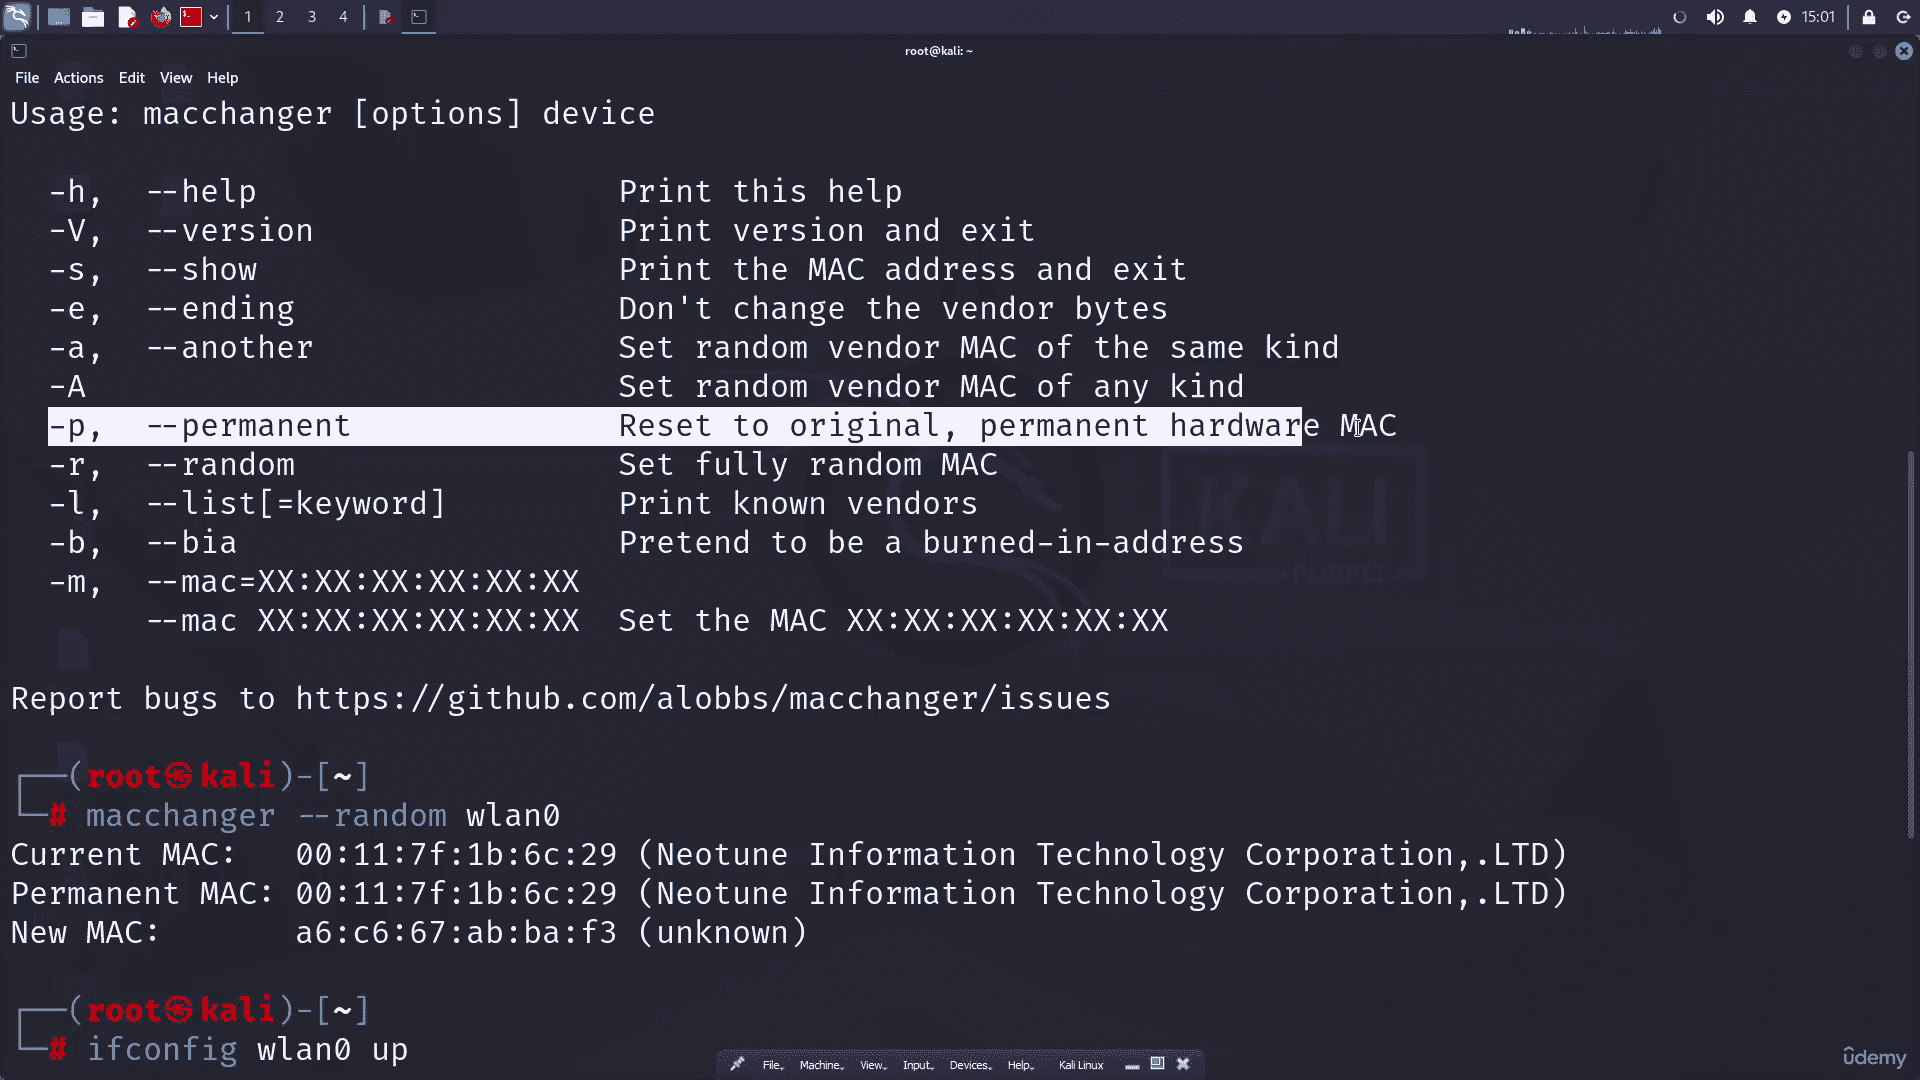 1 2 3 4 15:01
root@kali: ~
File Actions Edit View Help
Usage: macchanger [options] device
-h, --help Print this help
-V, --version Print version and exit
-s, --show Print the MAC address and exit
-e, --ending Don't change the vendor bytes
-a, --another Set random vendor MAC of the same kind
-A Set random vendor MAC of any kind
-p, --permanent Reset to original, permanent hardware MAC
-r, --random Set fully random MAC
-l, --list[=keyword] Print known vendors
-b, --bia Pretend to be a burned-in-address
-m, --mac=XX:XX:XX:XX:XX:XX
--mac XX:XX:XX:XX:XX:XX Set the MAC XX:XX:XX:XX:XX:XX
Report bugs to https://github.com/alobbs/macchanger/issues
(root㉿kali)-[~]
# macchanger --random wlan0
Current MAC: 00:11:7f:1b:6c:29 (Neotune Information Technology Corporation,.LTD)
Permanent MAC: 00:11:7f:1b:6c:29 (Neotune Information Technology Corporation,.LTD)
New MAC: a6:c6:67:ab:ba:f3 (unknown)
(root㉿kali)-[~]
# ifconfig wlan0 up
File Machine View Input Devices Help Kali Linux
KALI
udemy